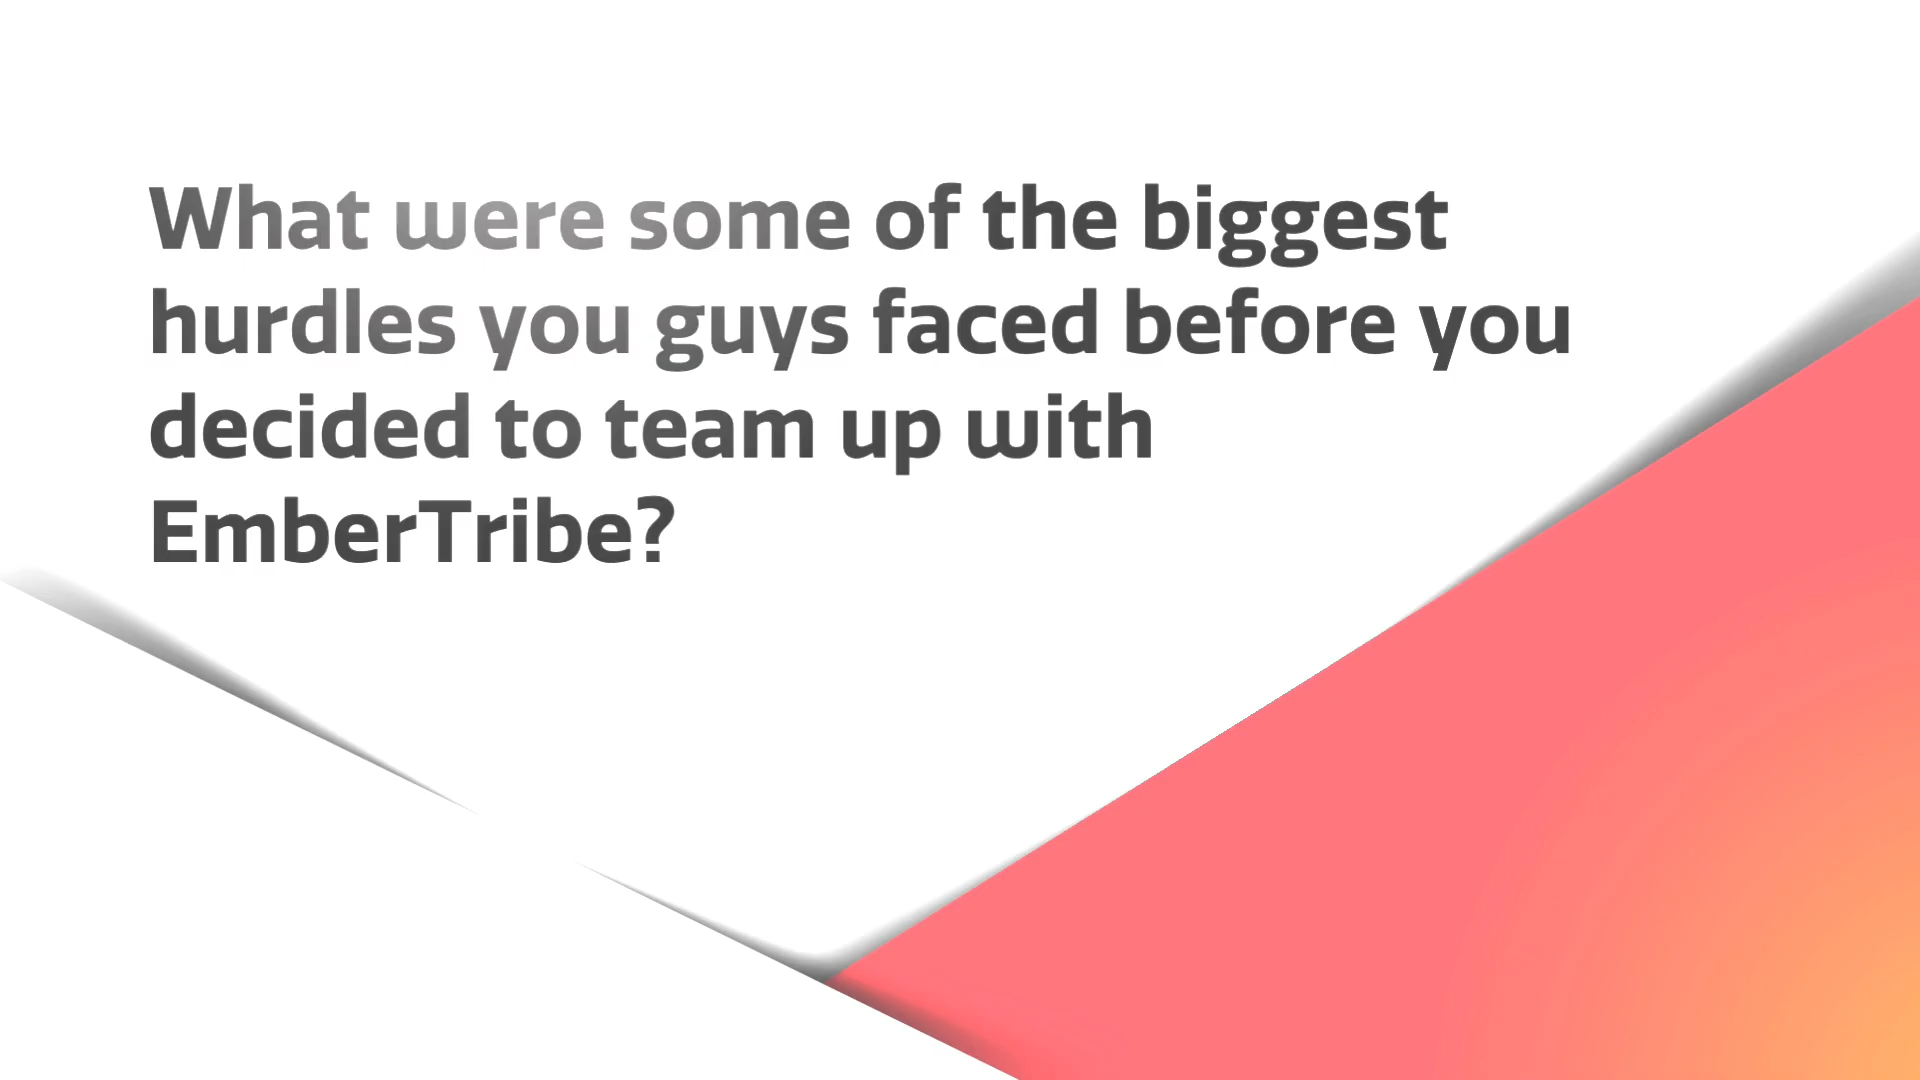 What were some of the biggest
hurdles you guys faced before you
decided to team up with
EmberTribe?